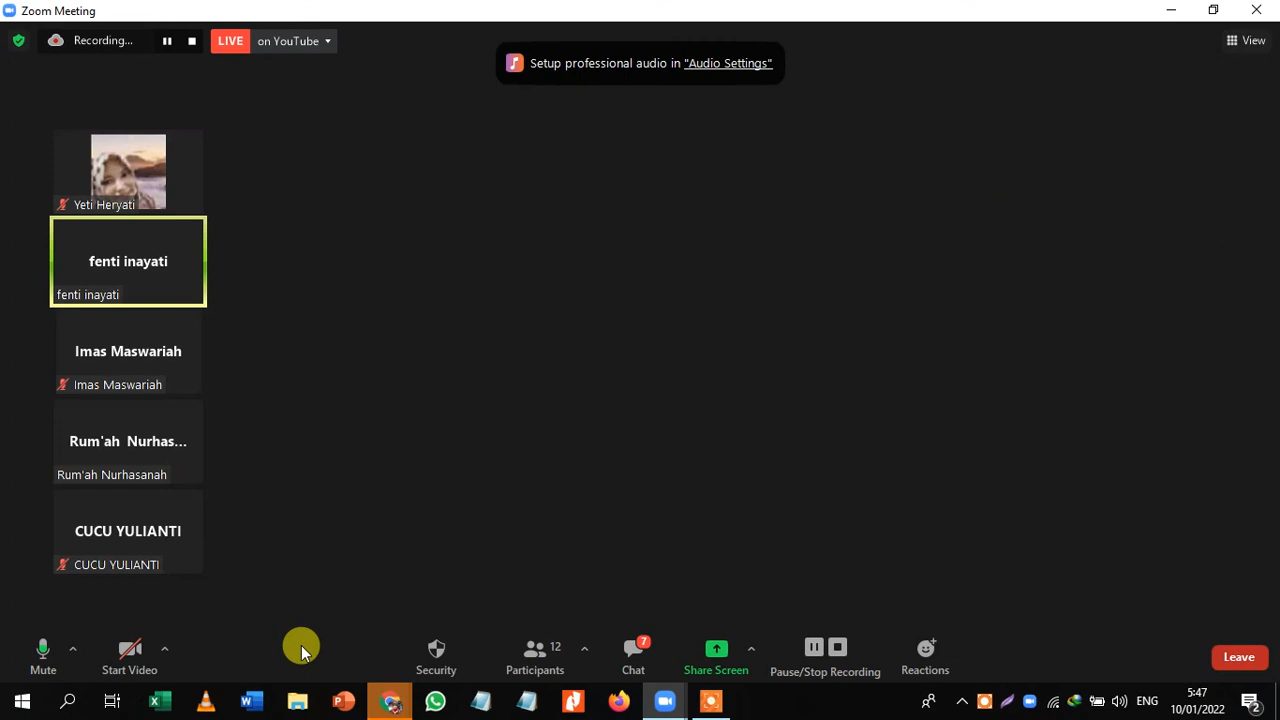 Zoom Meeting
Recording...
LIVE on YouTube
View
Setup professional audio in "Audio Settings"
Yeti Heryati
fenti inayati
fenti inayati
Imas Maswariah
Imas Maswariah
Rum'ah Nurhas...
Rum'ah Nurhasanah
CUCU YULIANTI
CUCU YULIANTI
Mute
Start Video
Security
12
Participants
7
Chat
Share Screen
Pause/Stop Recording
Reactions
Leave
ENG
5:47
10/01/2022
2